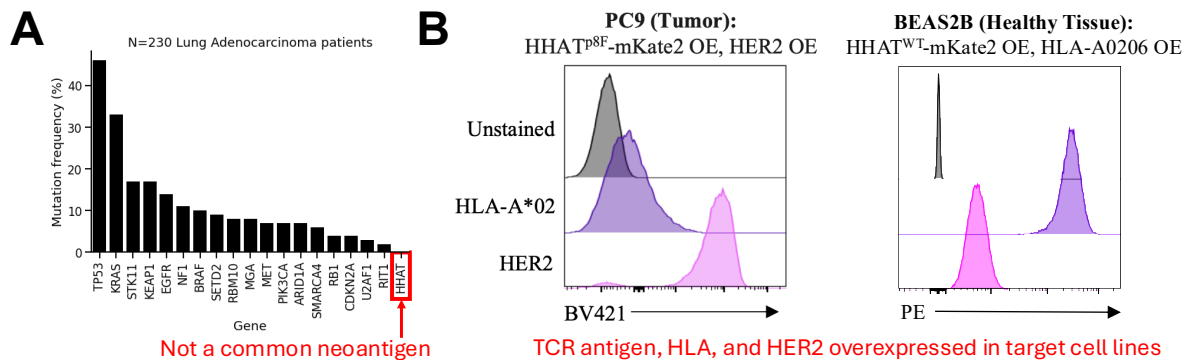 A
N=230 Lung Adenocarcinoma patients
Mutation frequency (%)
40
30
20
10
0
TP53
KRAS
STK11
KEAP1
EGFR
NF1
BRAF
SETD2
RBM10
MGA
MET
PIK3CA
ARID1A
SMARCA4
RB1
CDKN2A
U2AF1
RIT1
HHAT
Gene
Not a common neoantigen
B
PC9 (Tumor):
HHATp8F-mKate2 OE, HER2 OE
Unstained
HLA-A*02
HER2
BV421
BEAS2B (Healthy Tissue):
HHATWT-mKate2 OE, HLA-A0206 OE
PE
TCR antigen, HLA, and HER2 overexpressed in target cell lines